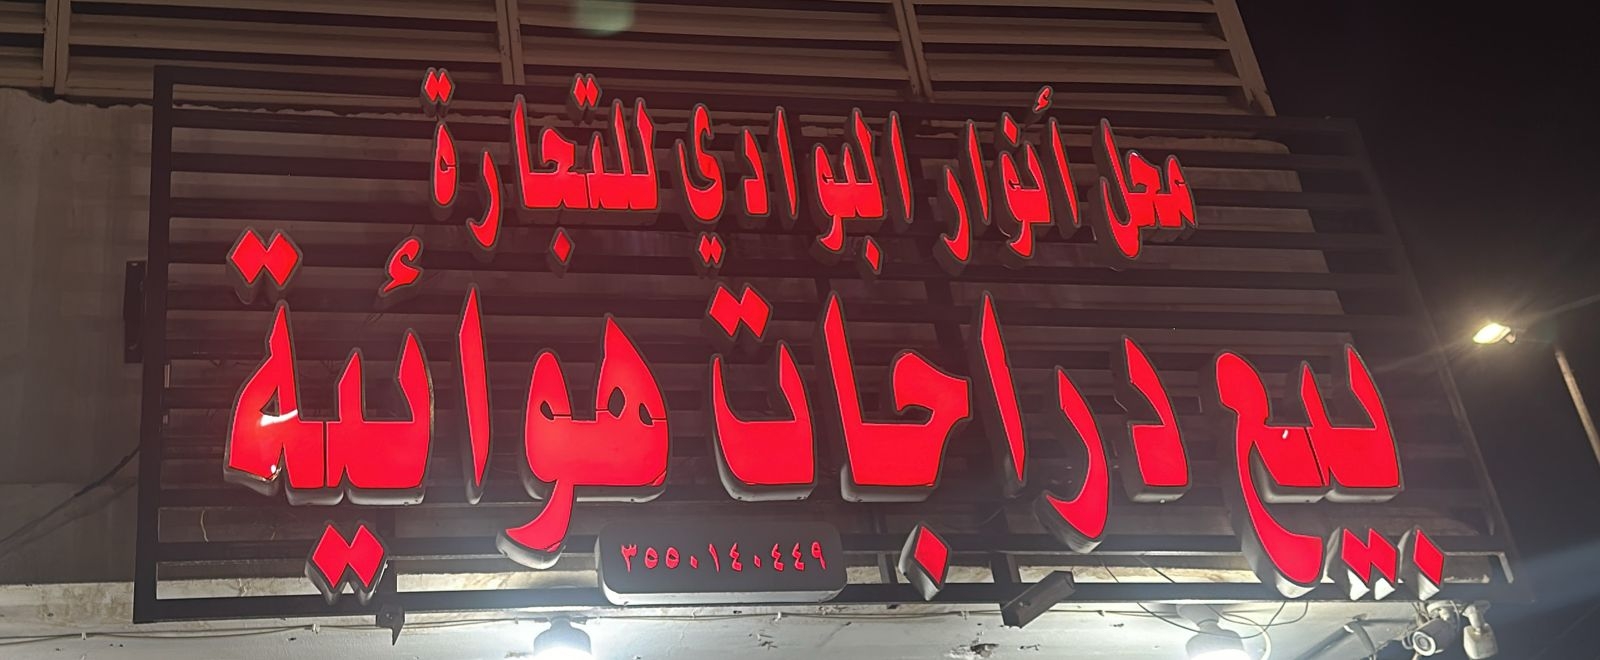 محل أنوار البوادي للتجارة
بيع دراجات هوائية
٣٥٥٠١٤٠٤٤٩